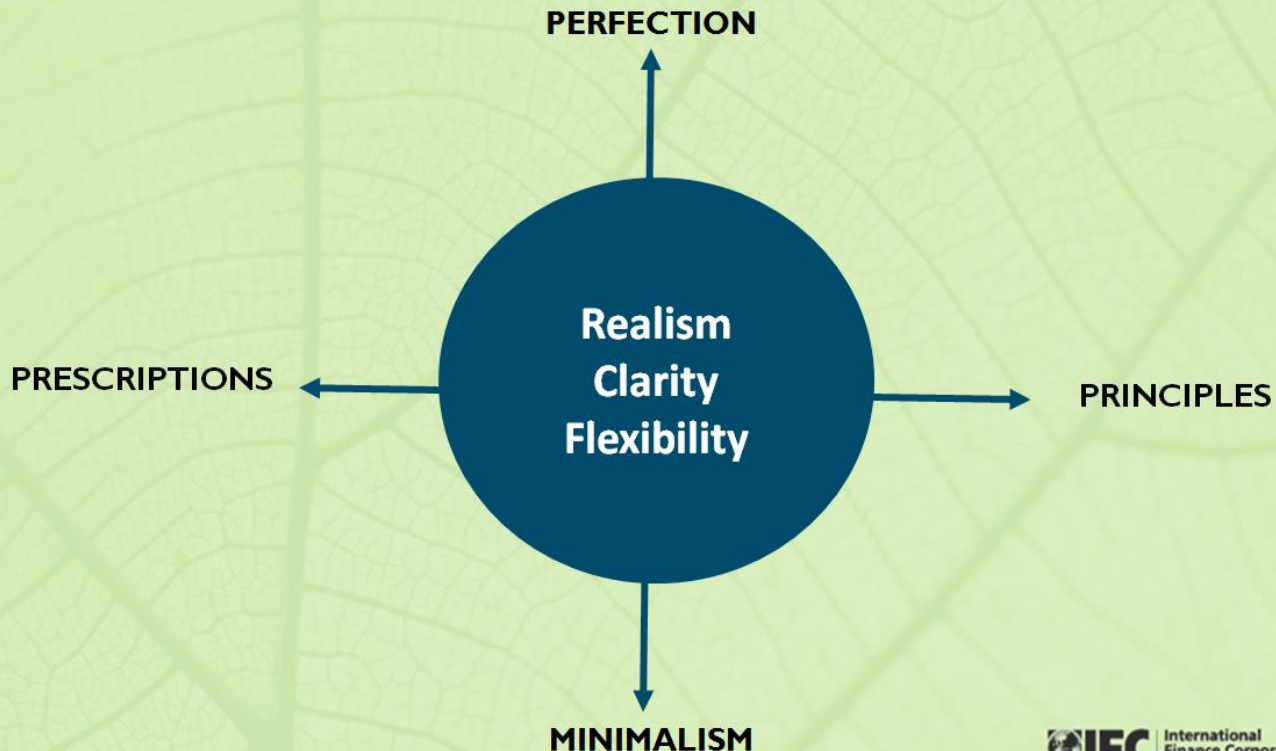 PERFECTION
Realism
Clarity
Flexibility
PRESCRIPTIONS
PRINCIPLES
MINIMALISM
IFC
International